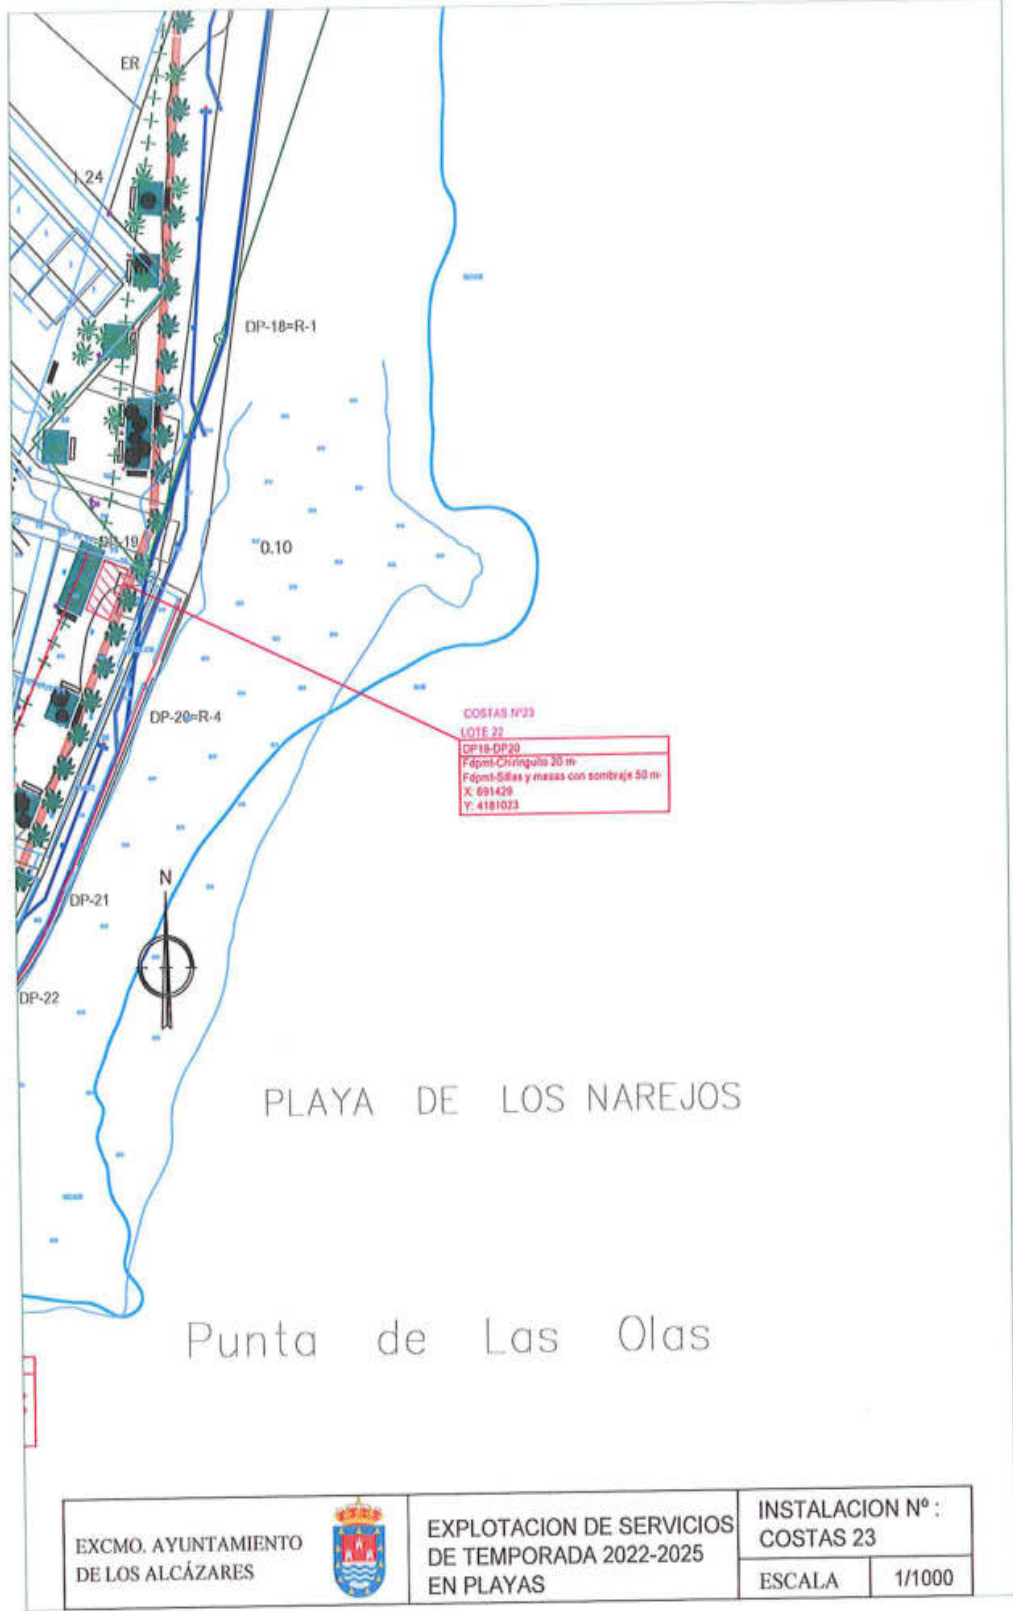 ER
1.24
DP-18=R-1
DP-19
0.10
DP-20=R-4
COSTAS Nº23
LOTE 22
DP19-DP20
Fdpmt-Chiringuito 20 m²
Fdpmt-Sillas y mesas con sombraje 50 m²
X: 691429
Y: 4181023
DP-21
N
DP-22
PLAYA DE LOS NAREJOS
Punta de Las Olas
EXCMO. AYUNTAMIENTO
DE LOS ALCÁZARES
EXPLOTACION DE SERVICIOS
DE TEMPORADA 2022-2025
EN PLAYAS
INSTALACION Nº :
COSTAS 23
ESCALA 1/1000